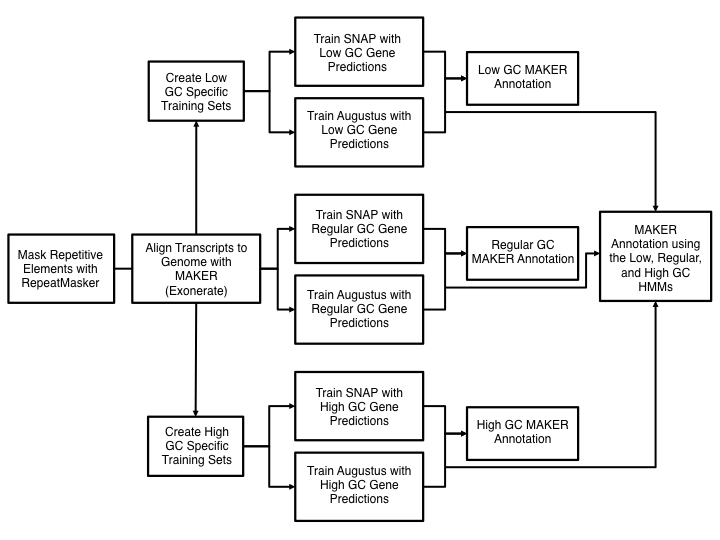 Train SNAP with
Low GC Gene
Predictions
Create Low
GC Specific
Training Sets
Low GC MAKER
Annotation
Train Augustus with
Low GC Gene
Predictions
Mask Repetitive
Elements with
RepeatMasker
Align Transcripts to
Genome with
MAKER
(Exonerate)
Train SNAP with
Regular GC Gene
Predictions
Regular GC
MAKER Annotation
Train Augustus with
Regular GC Gene
Predictions
MAKER
Annotation using
the Low, Regular,
and High GC
HMMs
Train SNAP with
High GC Gene
Predictions
Create High
GC Specific
Training Sets
High GC MAKER
Annotation
Train Augustus with
High GC Gene
Predictions